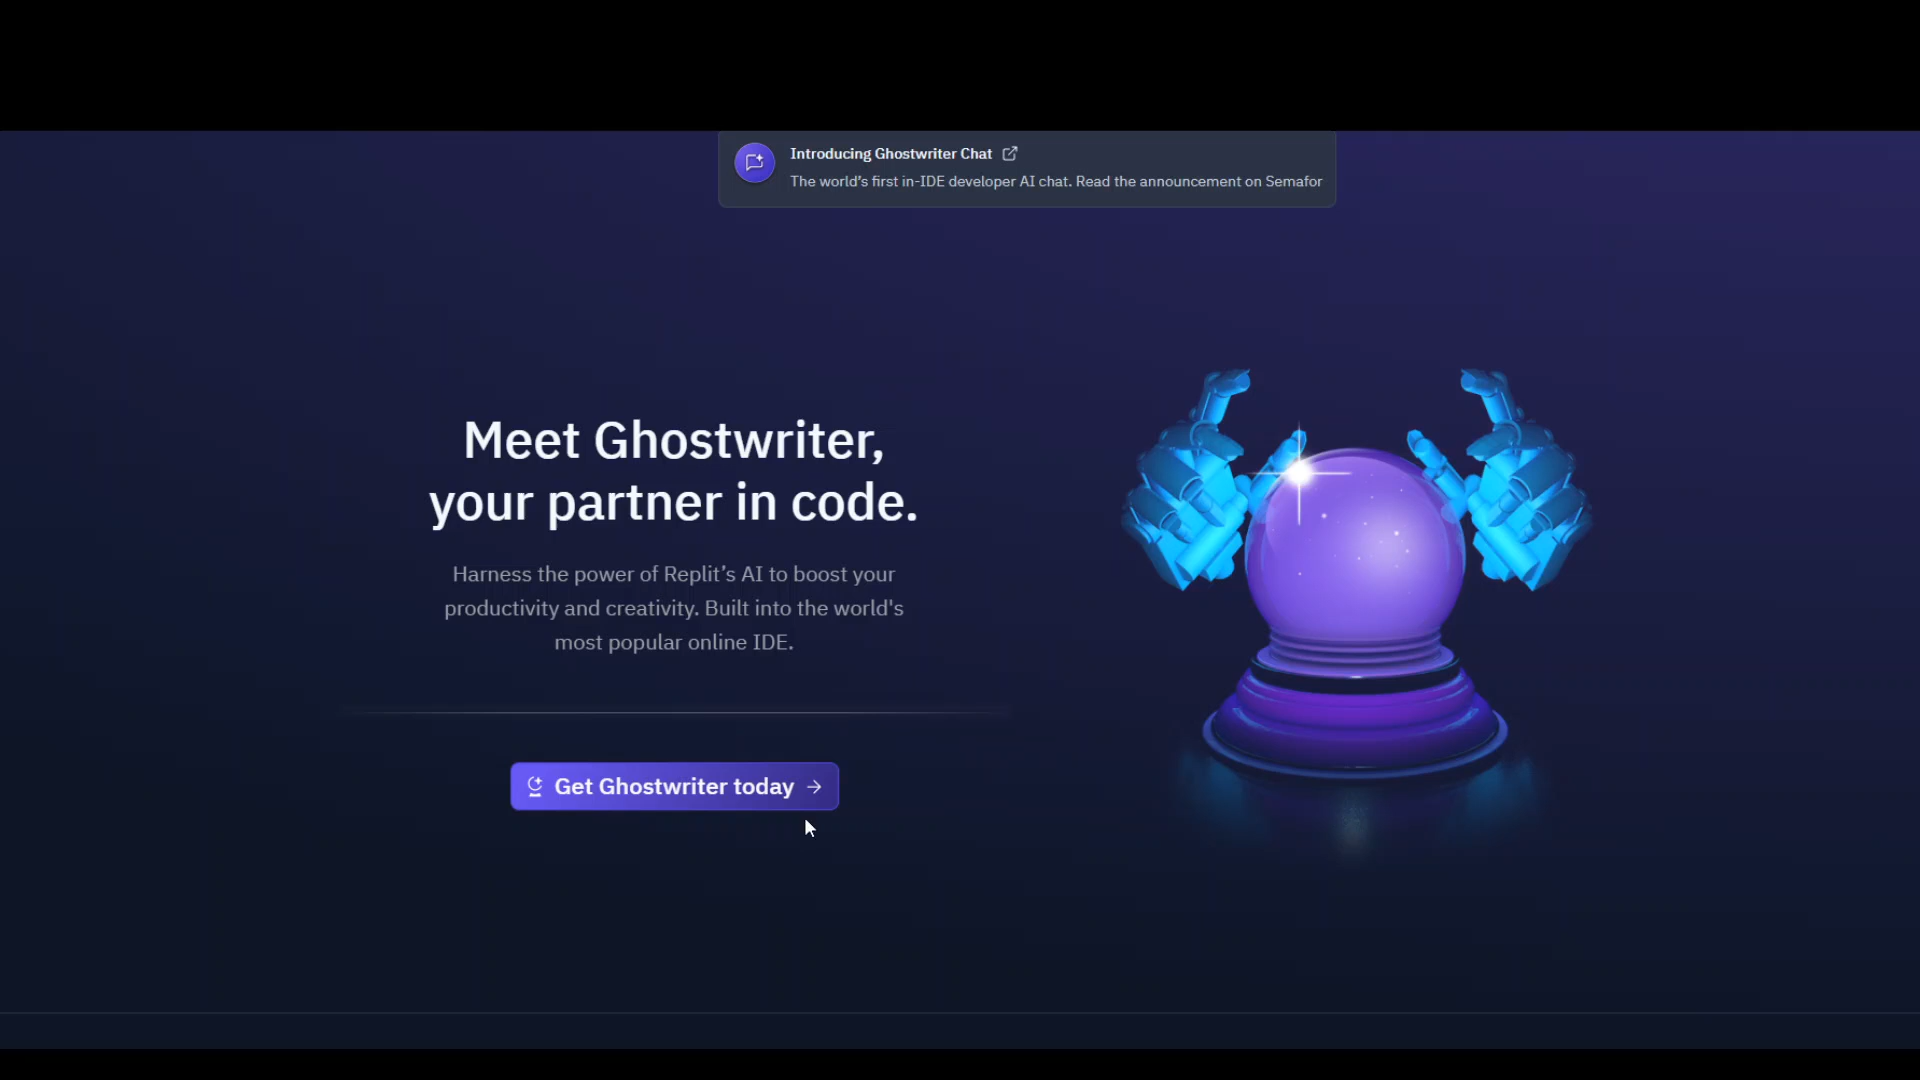 Introducing Ghostwriter Chat
The world’s first in-IDE developer AI chat. Read the announcement on Semafor
Meet Ghostwriter,
your partner in code.
Harness the power of Replit’s AI to boost your
productivity and creativity. Built into the world's
most popular online IDE.
Get Ghostwriter today